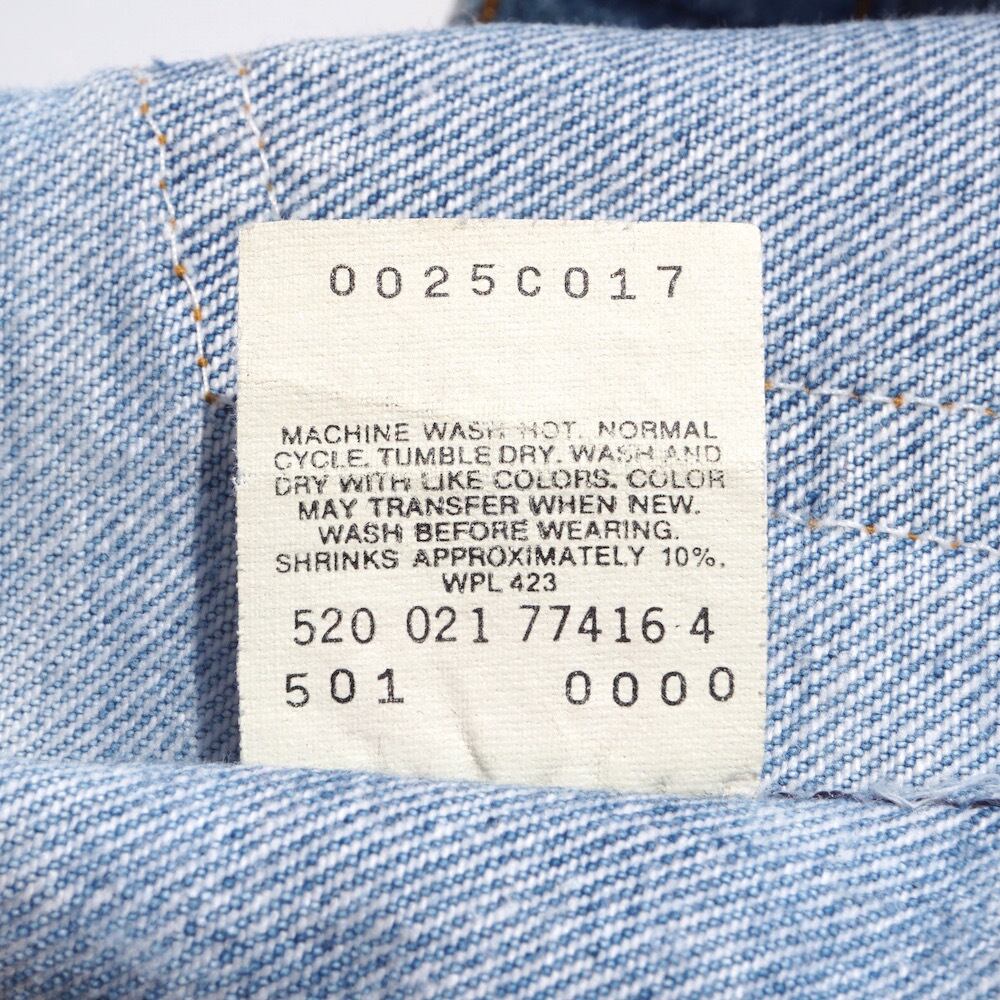 0025C017
MACHINE WASH HOT, NORMAL
CYCLE. TUMBLE DRY. WASH AND
DRY WITH LIKE COLORS. COLOR
MAY TRANSFER WHEN NEW.
WASH BEFORE WEARING.
SHRINKS APPROXIMATELY 10%.
WPL 423
520 021 77416 4
501 0000